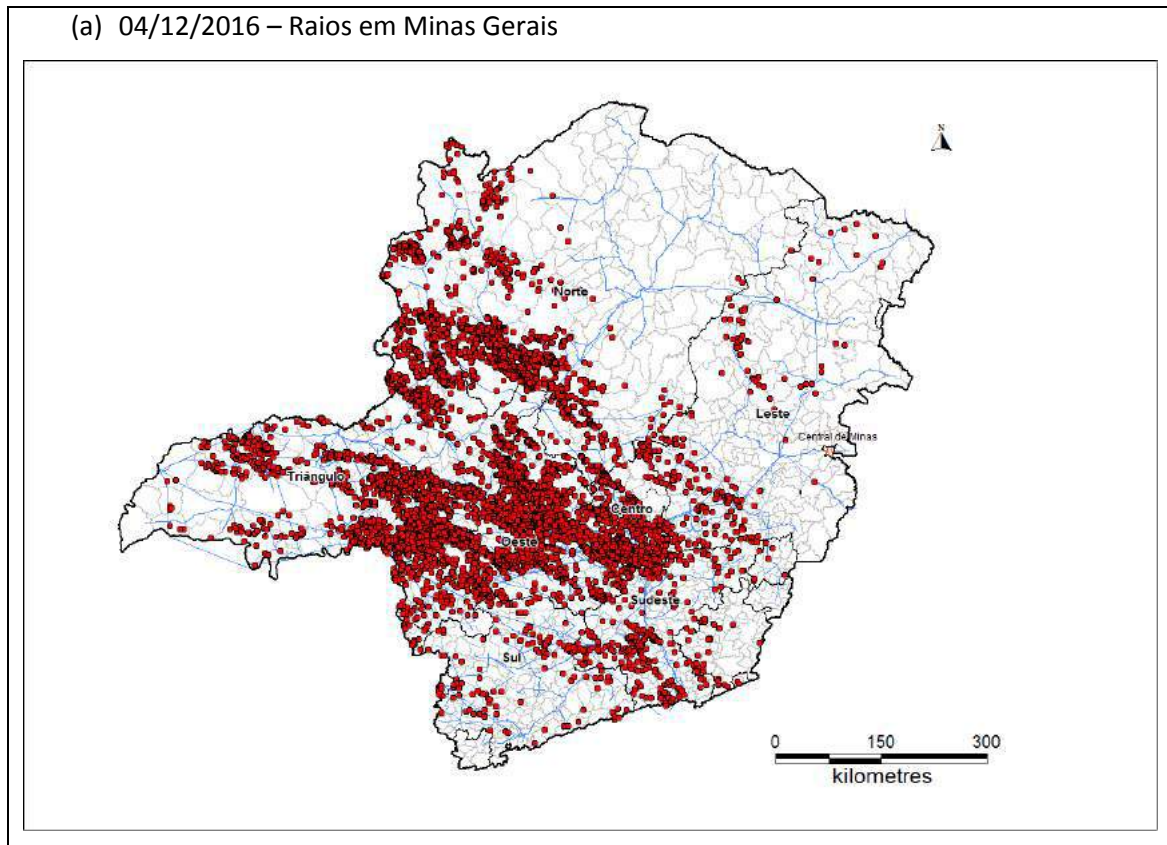 (a) 04/12/2016 – Raios em Minas Gerais
N
Norte
Leste
Central de Minas
Triângulo
Centro
Oeste
Sudeste
Sul
0 150 300
kilometres